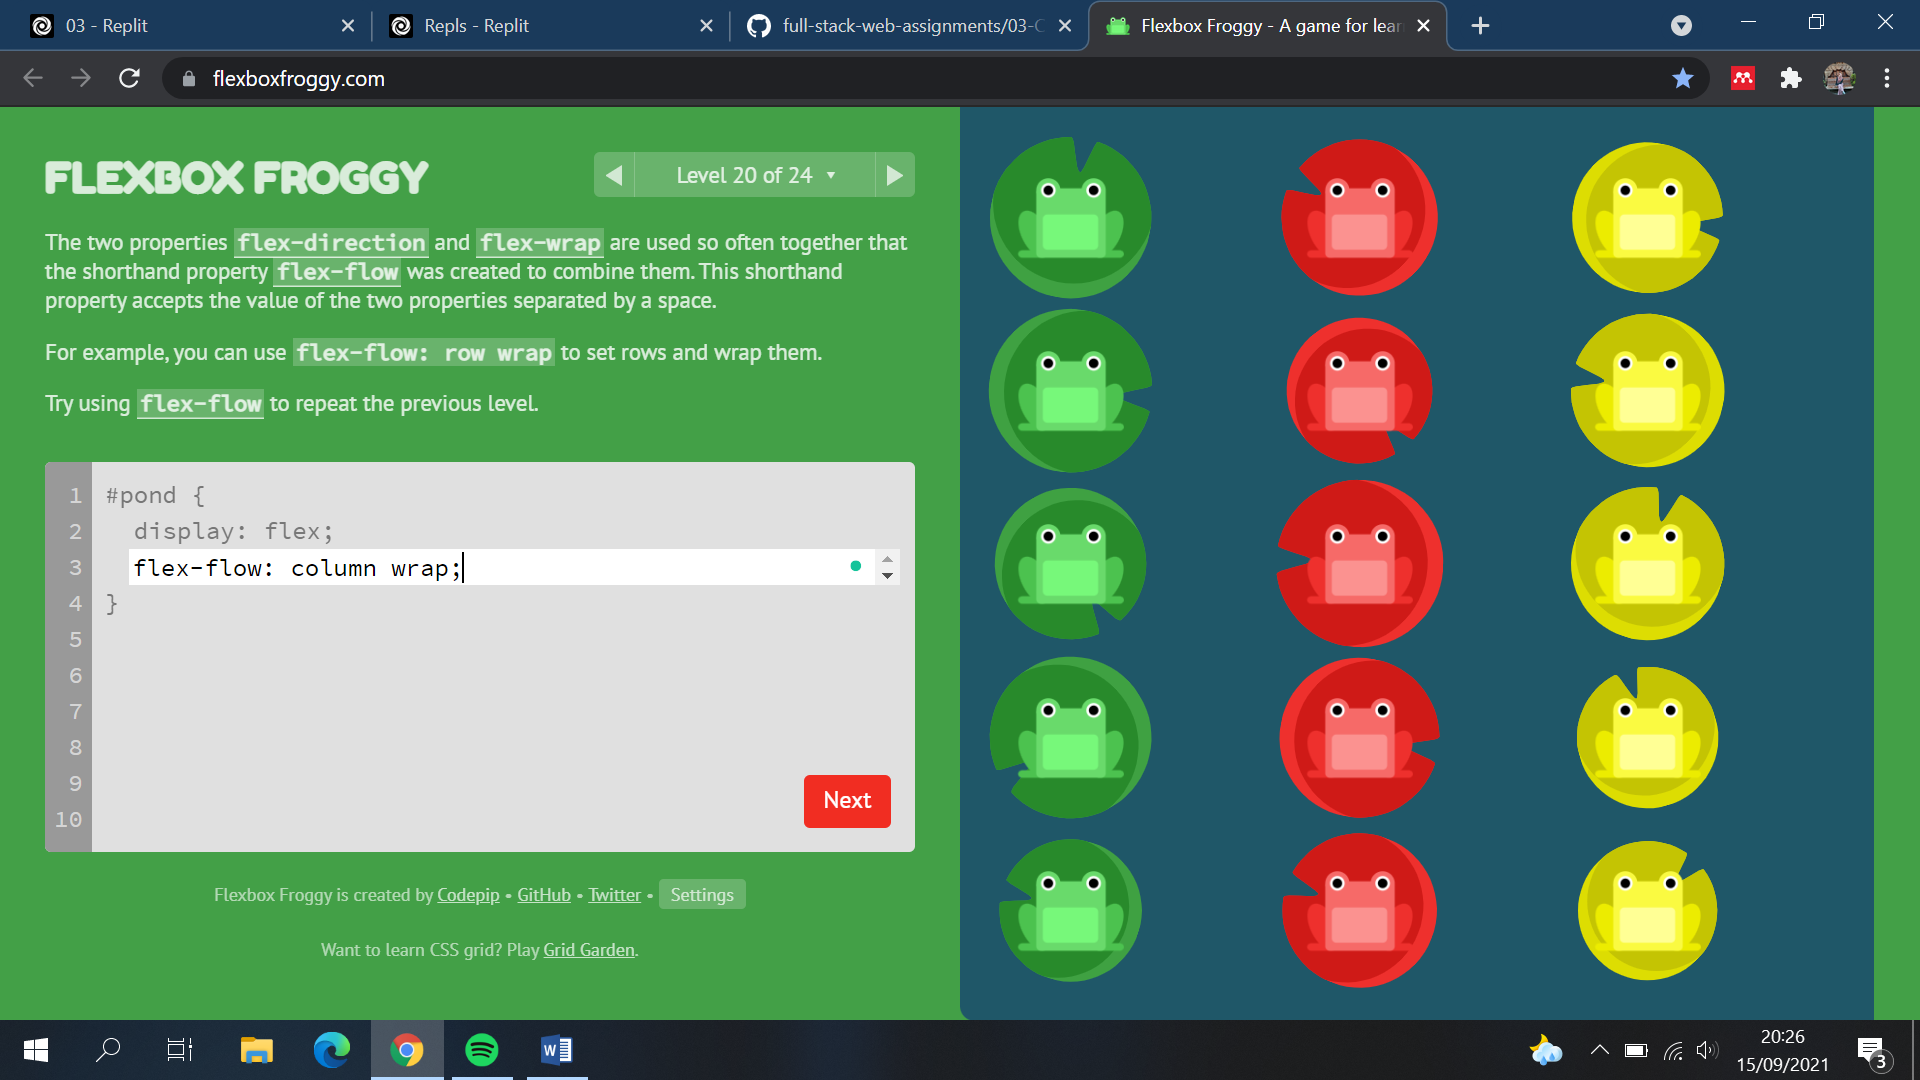 03 - Replit
Repls - Replit
full-stack-web-assignments/03-C
Flexbox Froggy - A game for lear
flexboxfroggy.com
FLEXBOX FROGGY
Level 20 of 24
The two properties flex-direction and flex-wrap are used so often together that
the shorthand property flex-flow was created to combine them. This shorthand
property accepts the value of the two properties separated by a space.
For example, you can use flex-flow: row wrap to set rows and wrap them.
Try using flex-flow to repeat the previous level.
1 #pond {
2 display: flex;
3 flex-flow: column wrap;
4 }
5
6
7
8
9
10
Next
Flexbox Froggy is created by Codepip • GitHub • Twitter • Settings
Want to learn CSS grid? Play Grid Garden.
20:26
15/09/2021
3